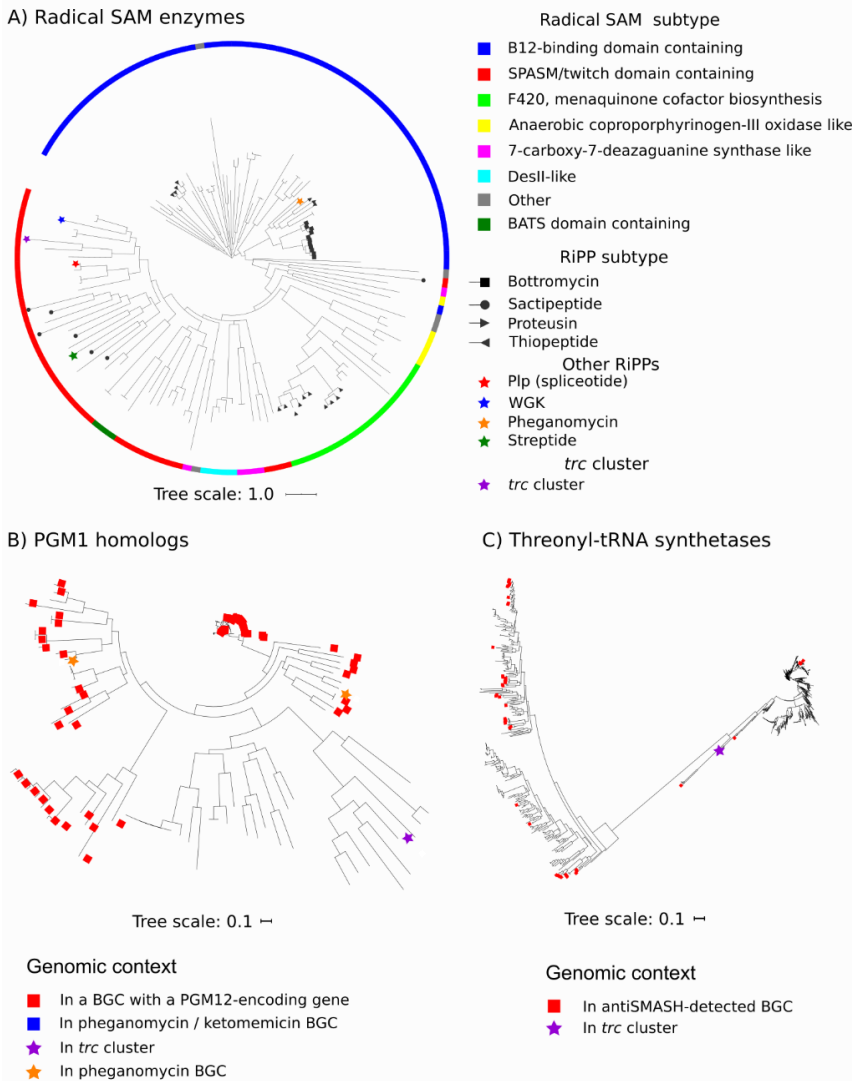 A) Radical SAM enzymes
Radical SAM subtype
B12-binding domain containing
SPASM/twitch domain containing
F420, menaquinone cofactor biosynthesis
Anaerobic coproporphyrinogen-III oxidase like
7-carboxy-7-deazaguanine synthase like
DesII-like
Other
BATS domain containing
RiPP subtype
Bottromycin
Sactipeptide
Proteusin
Thiopeptide
Other RiPPs
Plp (spliceotide)
WGK
Pheganomycin
Streptide
trc cluster
trc cluster
Tree scale: 1.0
B) PGM1 homologs
Tree scale: 0.1
Genomic context
In a BGC with a PGM12-encoding gene
In pheganomycin / ketomemicin BGC
In trc cluster
In pheganomycin BGC
C) Threonyl-tRNA synthetases
Tree scale: 0.1
Genomic context
In antiSMASH-detected BGC
In trc cluster